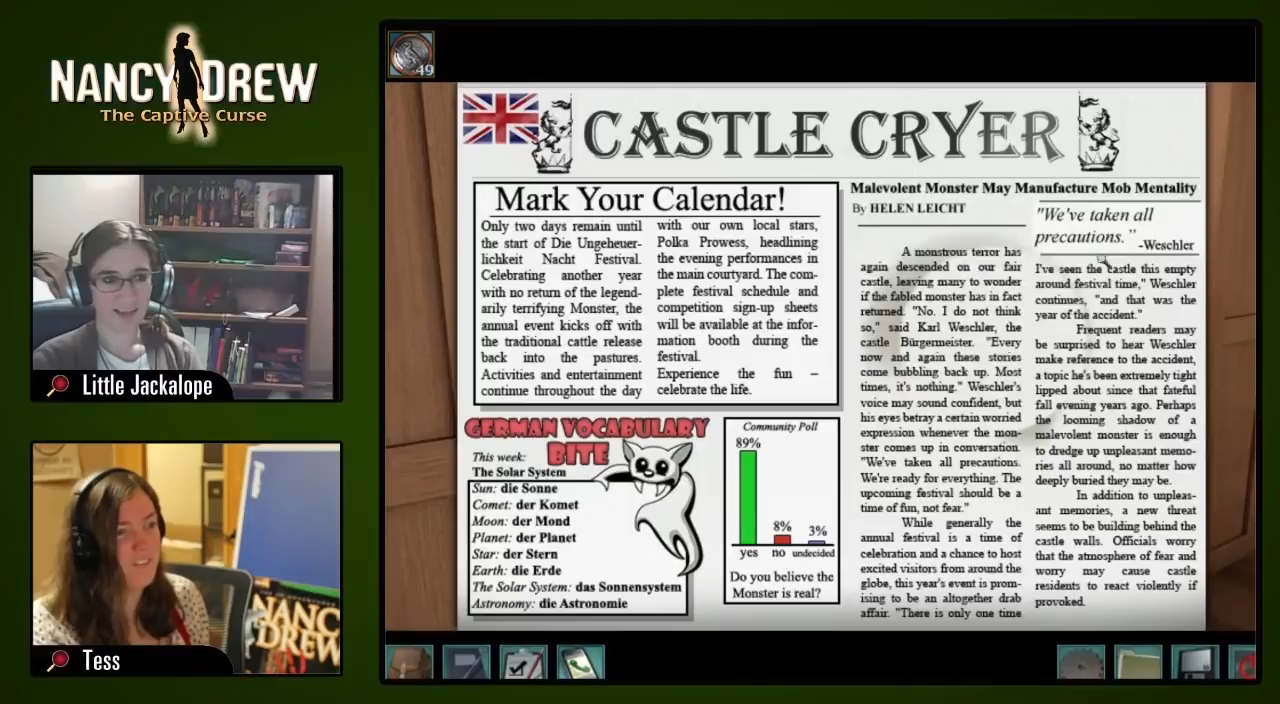 NANCY DREW
The Captive Curse
Little Jackalope
Tess
NANCY
DREW
49
CASTLE CRYER
Mark Your Calendar!
Only two days remain until
the start of Die Ungeheuer-
lichkeit Nacht Festival.
Celebrating another year
with no return of the legend-
arily terrifying Monster, the
annual event kicks off with
the traditional cattle release
back into the pastures.
Activities and entertainment
continue throughout the day
with our own local stars,
Polka Prowess, headlining
the evening performances in
the main courtyard. The com-
plete festival schedule and
competition sign-up sheets
will be available at the infor-
mation booth during the
festival.
Experience the fun –
celebrate the life.
GERMAN VOCABULARY
BITE
This week:
The Solar System
Sun: die Sonne
Comet: der Komet
Moon: der Mond
Planet: der Planet
Star: der Stern
Earth: die Erde
The Solar System: das Sonnensystem
Astronomy: die Astronomie
Community Poll
89%
8%
3%
yes no undecided
Do you believe the
Monster is real?
Malevolent Monster May Manufacture Mob Mentality
By HELEN LEICHT
A monstrous terror has
again descended on our fair
castle, leaving many to wonder
if the fabled monster has in fact
returned. "No. I do not think
so," said Karl Weschler, the
castle Bürgermeister. "Every
now and again these stories
come bubbling back up. Most
times, it's nothing." Weschler's
voice may sound confident, but
his eyes betray a certain worried
expression whenever the mon-
ster comes up in conversation.
"We've taken all precautions.
We're ready for everything. The
upcoming festival should be a
time of fun, not fear."
While generally the
annual festival is a time of
celebration and a chance to host
excited visitors from around the
globe, this year's event is prom-
ising to be an altogether drab
affair. "There is only one time
"We've taken all
precautions."
-Weschler
I've seen the castle this empty
around festival time," Weschler
continues, "and that was the
year of the accident."
Frequent readers may
be surprised to hear Weschler
make reference to the accident,
a topic he's been extremely tight
lipped about since that fateful
fall evening years ago. Perhaps
the looming shadow of a
malevolent monster is enough
to dredge up unpleasant memo-
ries all around, no matter how
deeply buried they may be.
In addition to unpleas-
ant memories, a new threat
seems to be building behind the
castle walls. Officials worry
that the atmosphere of fear and
worry may cause castle
residents to react violently if
provoked.